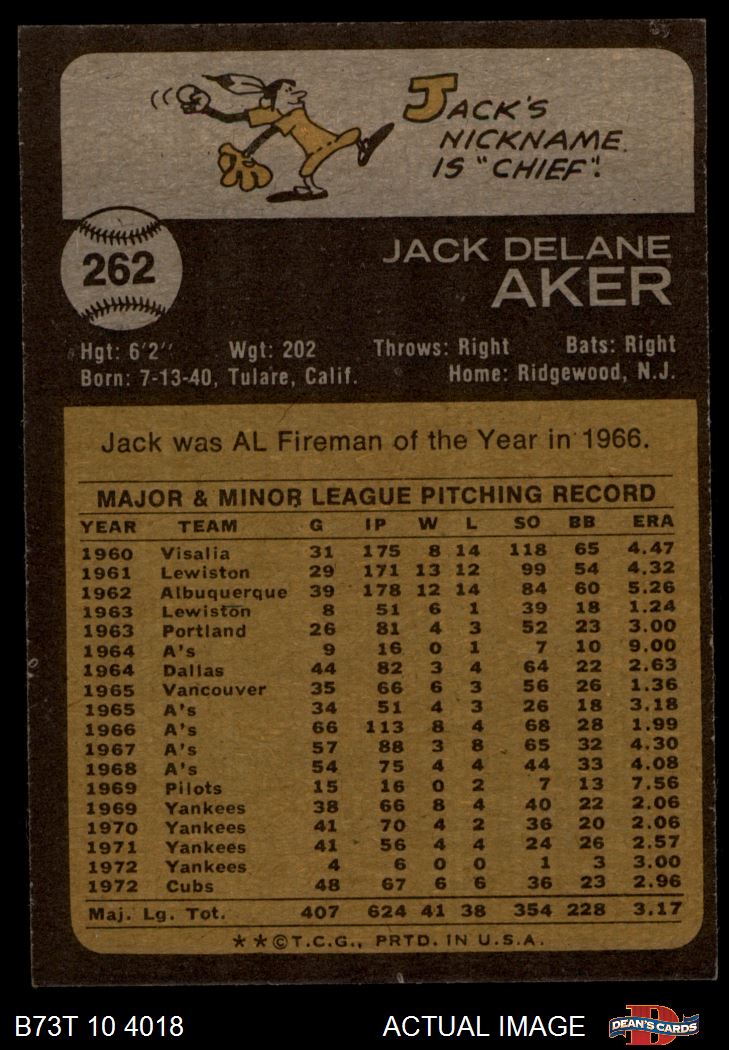 JACK'S
NICKNAME
IS "CHIEF".
262
JACK DELANE
AKER
Hgt: 6'2'' Wgt: 202 Throws: Right Bats: Right
Born: 7-13-40, Tulare, Calif. Home: Ridgewood, N.J.
Jack was AL Fireman of the Year in 1966.
MAJOR & MINOR LEAGUE PITCHING RECORD
YEAR TEAM G IP W L SO BB ERA
1960 Visalia 31 175 8 14 118 65 4.47
1961 Lewiston 29 171 13 12 99 54 4.32
1962 Albuquerque 39 178 12 14 84 60 5.26
1963 Lewiston 8 51 6 1 39 18 1.24
1963 Portland 26 81 4 3 52 23 3.00
1964 A's 9 16 0 1 7 10 9.00
1964 Dallas 44 82 3 4 64 22 2.63
1965 Vancouver 35 66 6 3 56 26 1.36
1965 A's 34 51 4 3 26 18 3.18
1966 A's 66 113 8 4 68 28 1.99
1967 A's 57 88 3 8 65 32 4.30
1968 A's 54 75 4 4 44 33 4.08
1969 Pilots 15 16 0 2 7 13 7.56
1969 Yankees 38 66 8 4 40 22 2.06
1970 Yankees 41 70 4 2 36 20 2.06
1971 Yankees 41 56 4 4 24 26 2.57
1972 Yankees 4 6 0 0 1 3 3.00
1972 Cubs 48 67 6 6 36 23 2.96
Maj. Lg. Tot. 407 624 41 38 354 228 3.17
**©T.C.G., PRTD. IN U.S.A.
B73T 10 4018 ACTUAL IMAGE DEAN'S CARDS